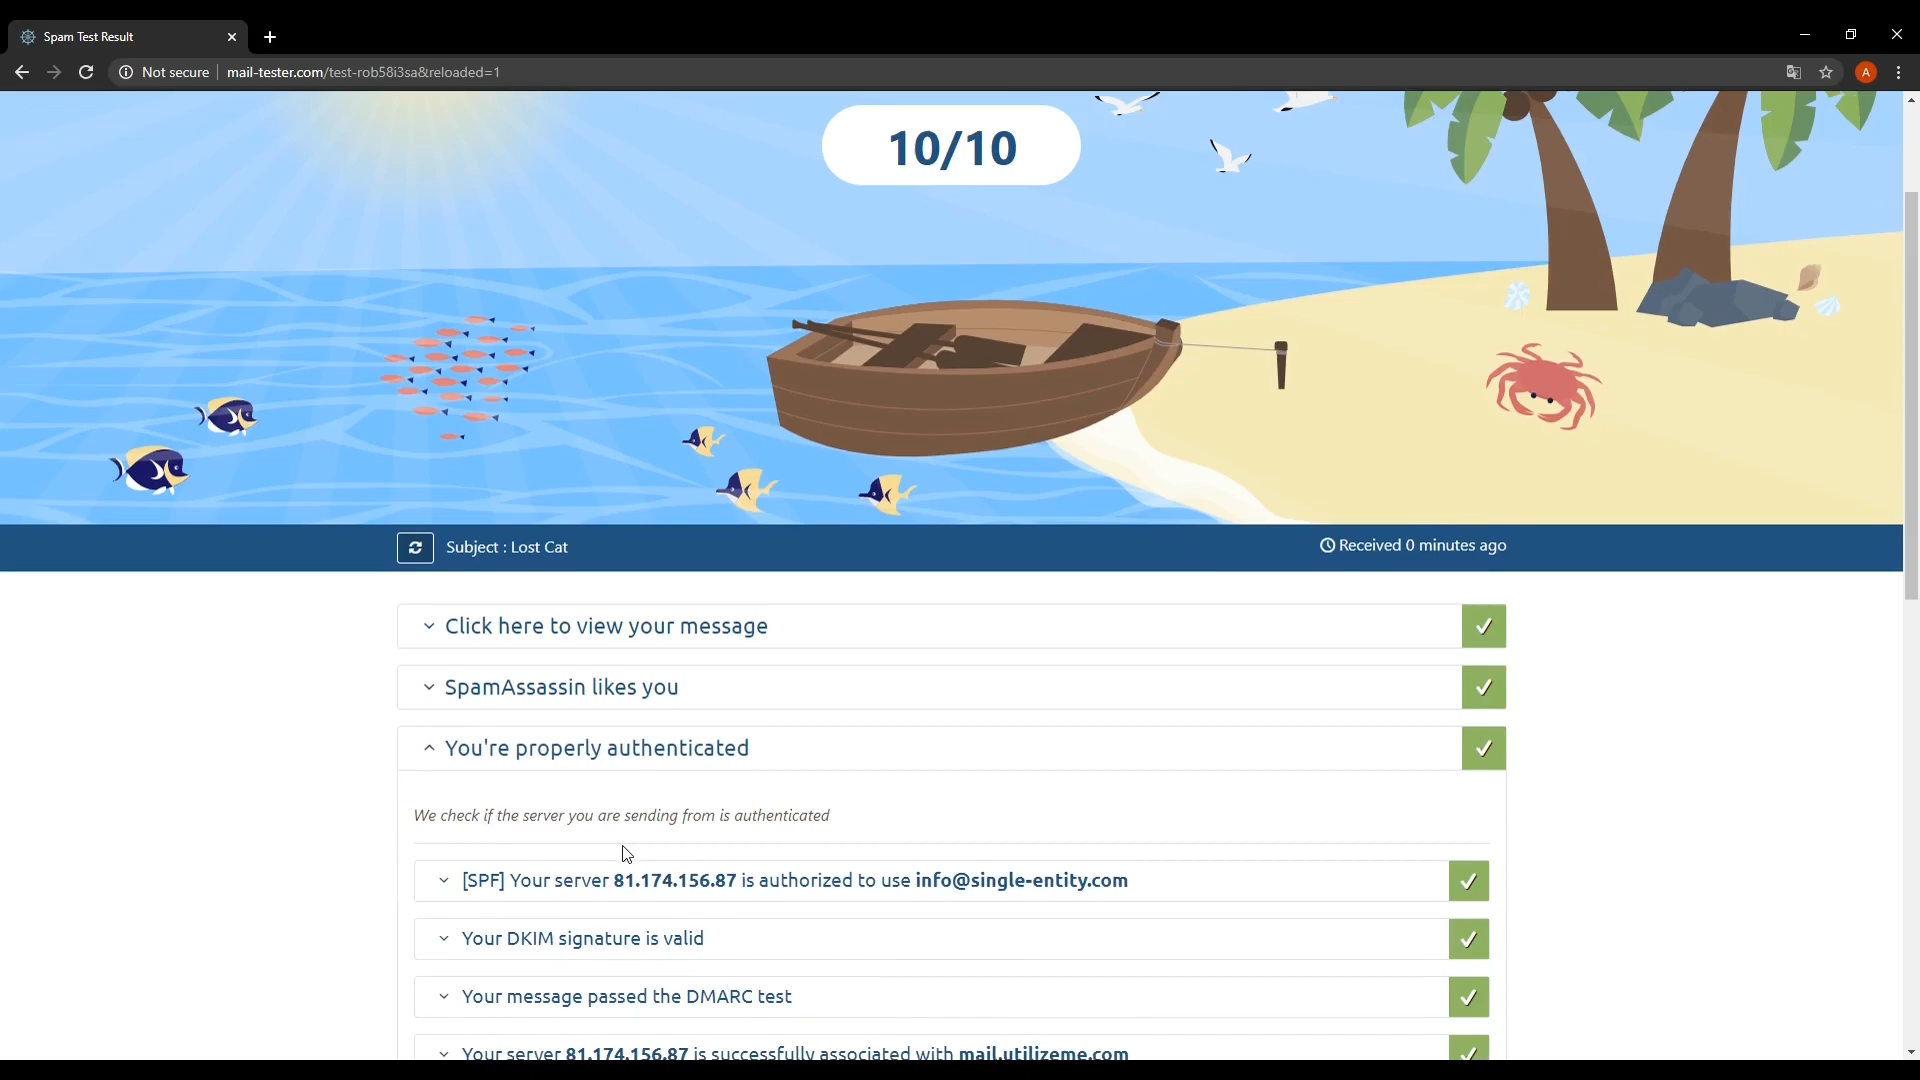 Spam Test Result
Not secure
mail-tester.com/test-rob58i3sa&reloaded=1
A
10/10
Subject : Lost Cat
Received 0 minutes ago
Click here to view your message
SpamAssassin likes you
You're properly authenticated
We check if the server you are sending from is authenticated
[SPF] Your server 81.174.156.87 is authorized to use info@single-entity.com
Your DKIM signature is valid
Your message passed the DMARC test
Your server 81.174.156.87 is successfully associated with mail.utilizeme.com